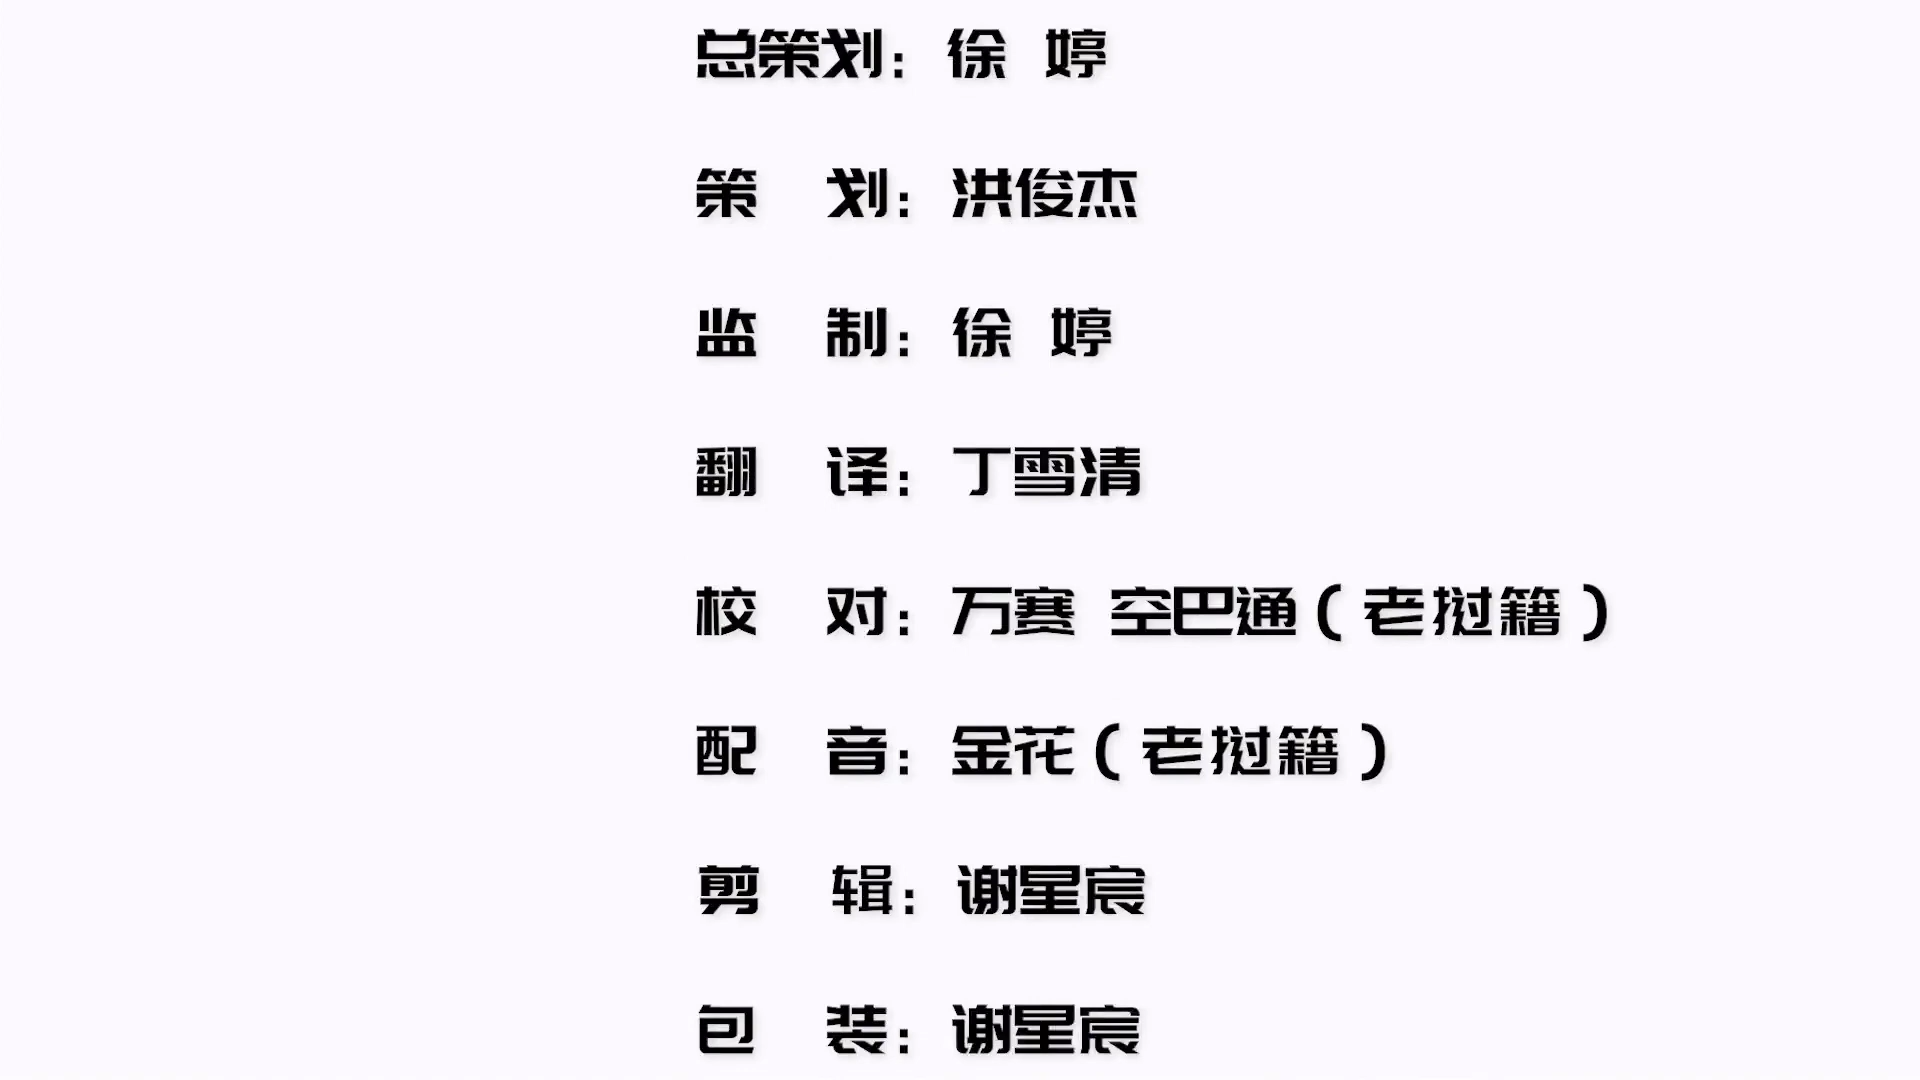 总策划：徐 婷
策 划：洪俊杰
监 制：徐 婷
翻 译：丁雪清
校 对：万赛 空巴通（老挝籍）
配 音：金花（老挝籍）
剪 辑：谢星宸
包 装：谢星宸